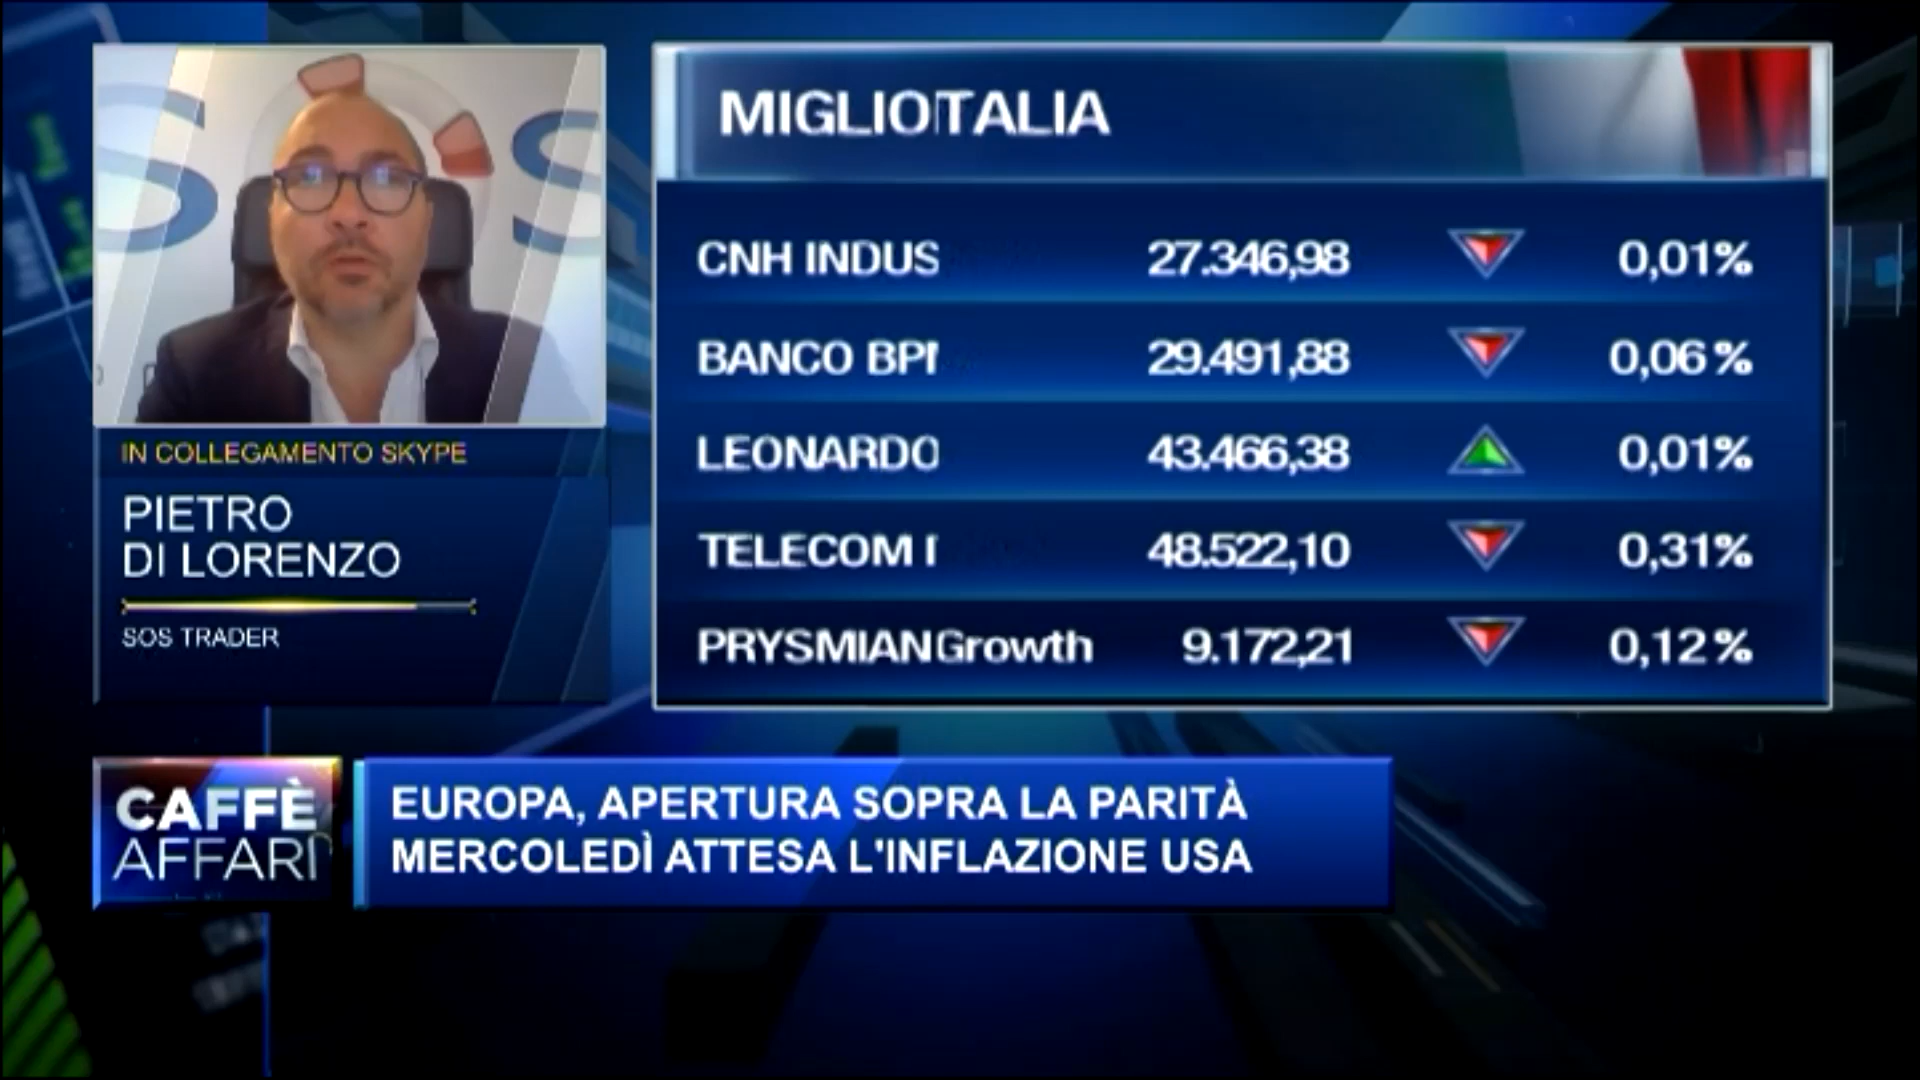 SOS
IN COLLEGAMENTO SKYPE
PIETRO
DI LORENZO
SOS TRADER
MIGLIOITALIA
CNH INDUS 27.346,98 0,01%
BANCO BPM 29.491,88 0,06%
LEONARDO 43.466,38 0,01%
TELECOM I 48.522,10 0,31%
PRYSMIANGrowth 9.172,21 0,12%
CAFFÈ
AFFARI
EUROPA, APERTURA SOPRA LA PARITÀ
MERCOLEDÌ ATTESA L'INFLAZIONE USA